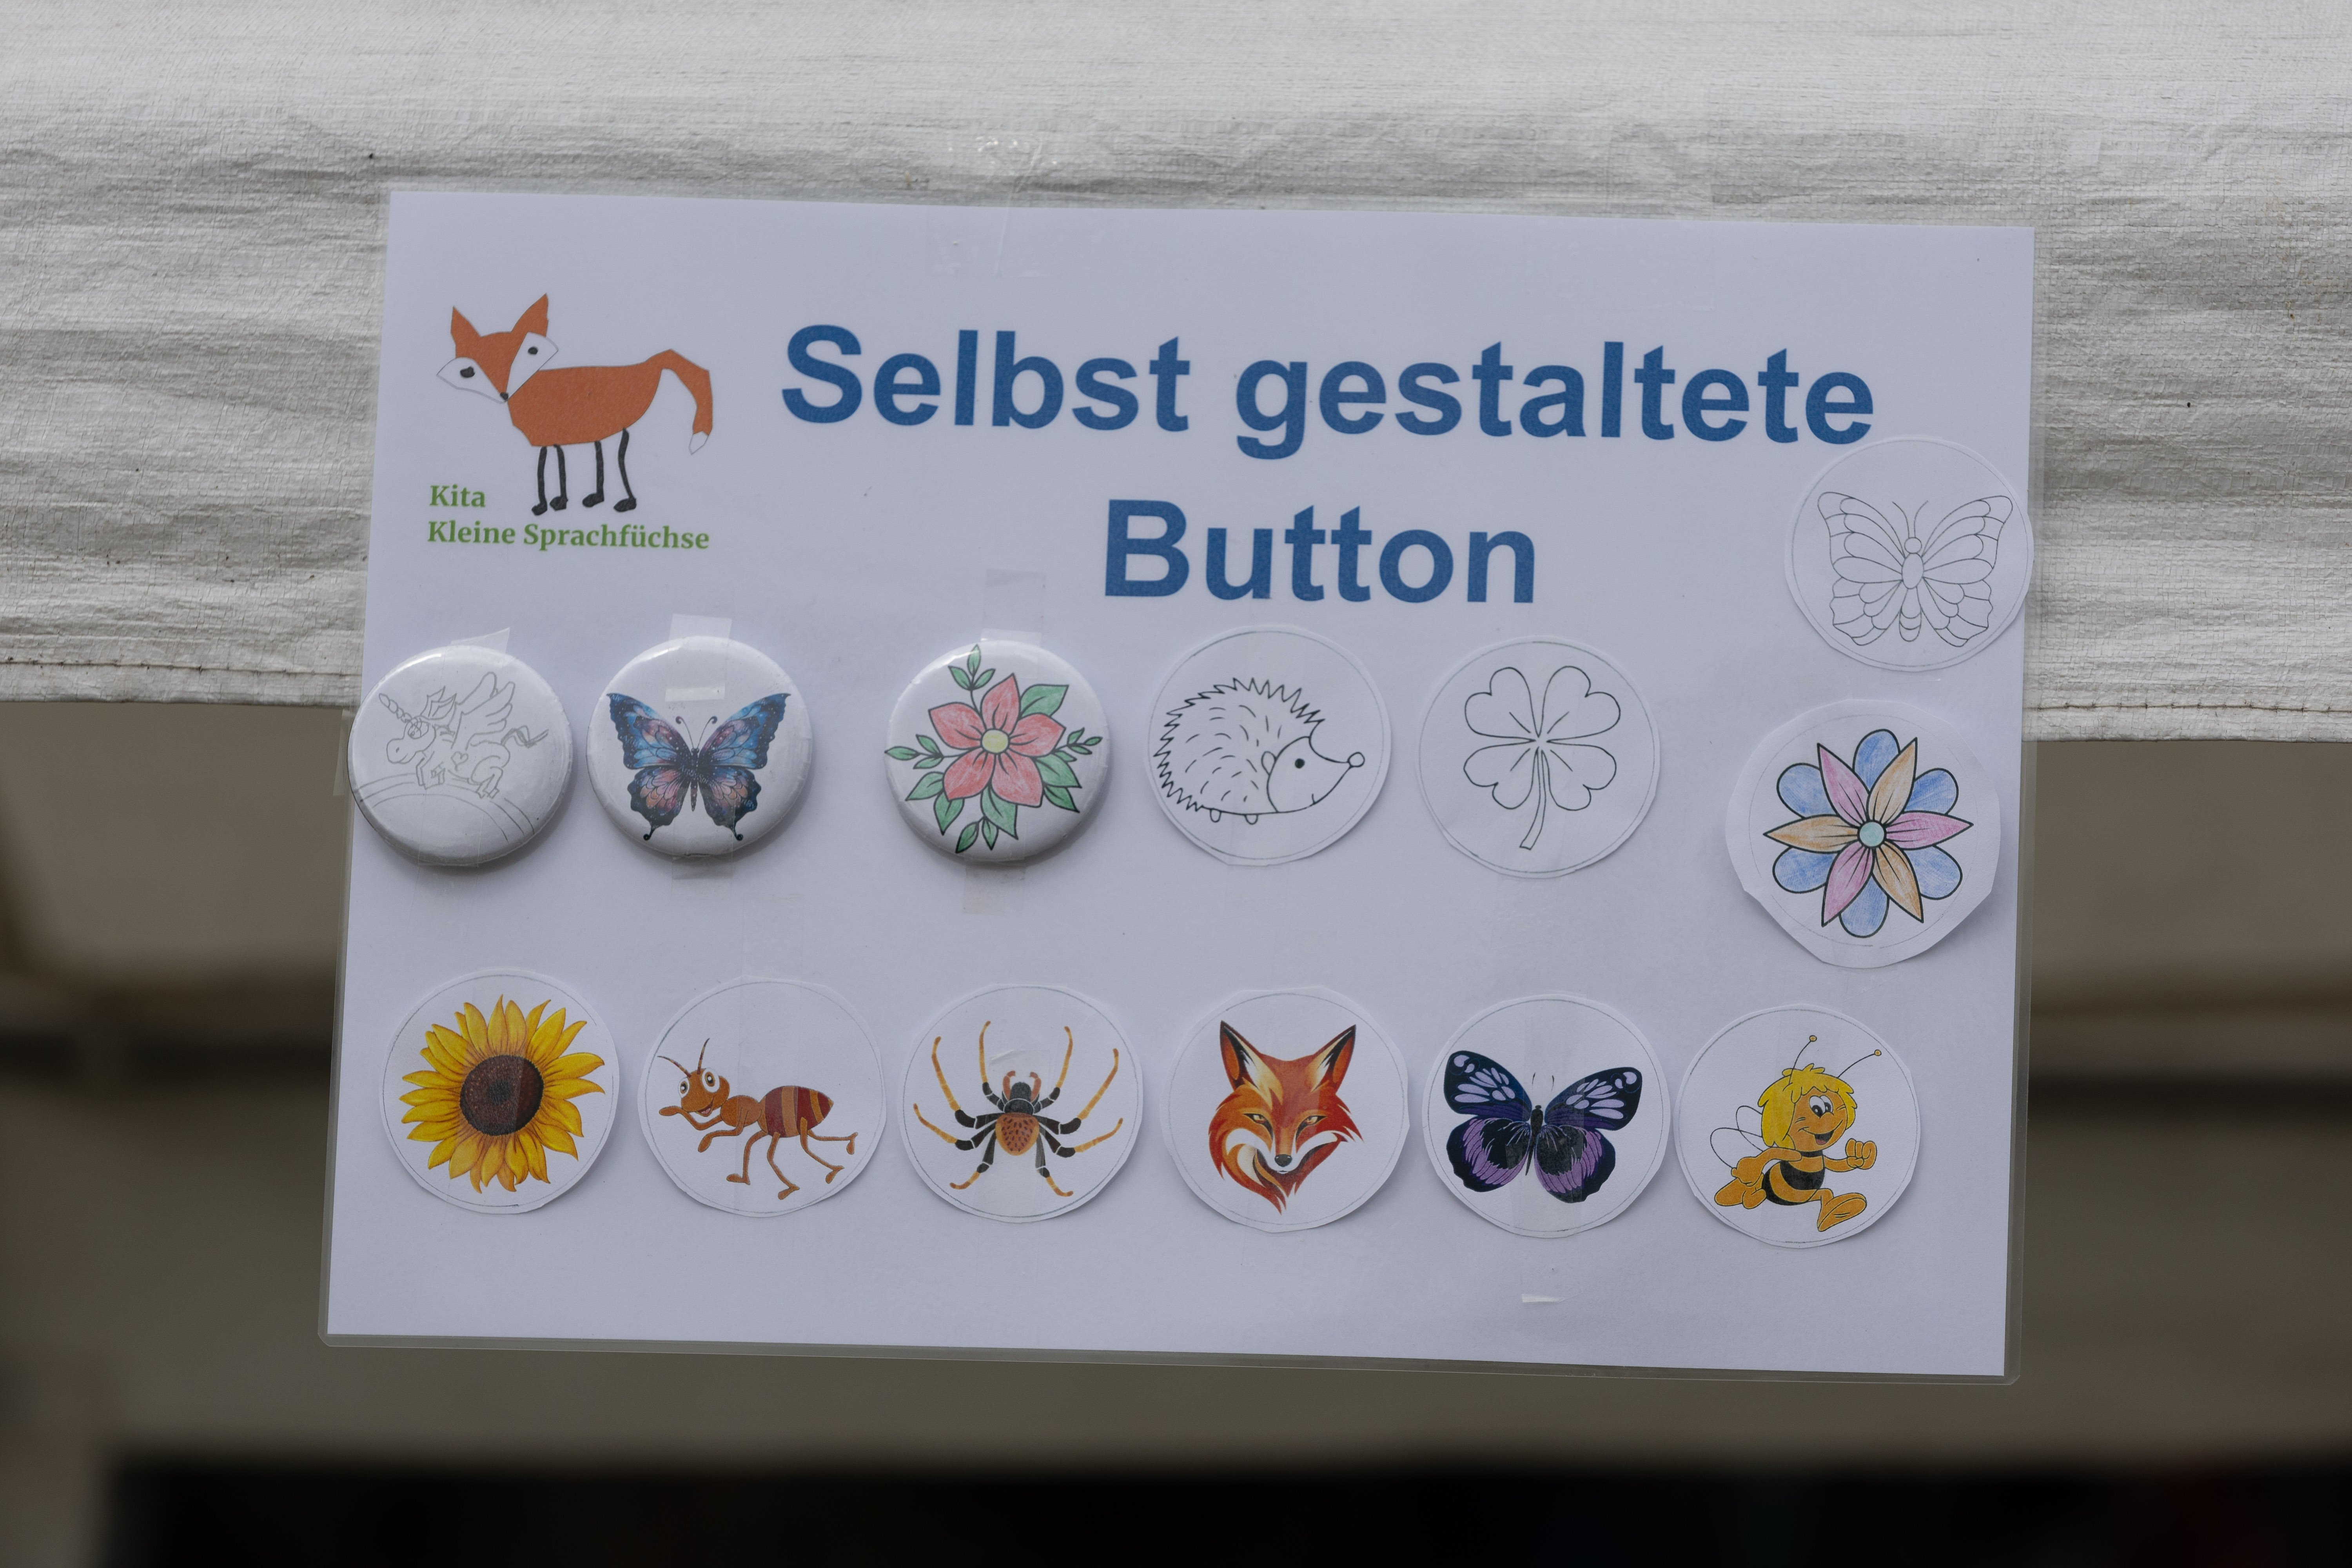 Selbst gestaltete
Button
Kita
Kleine Sprachfüchse